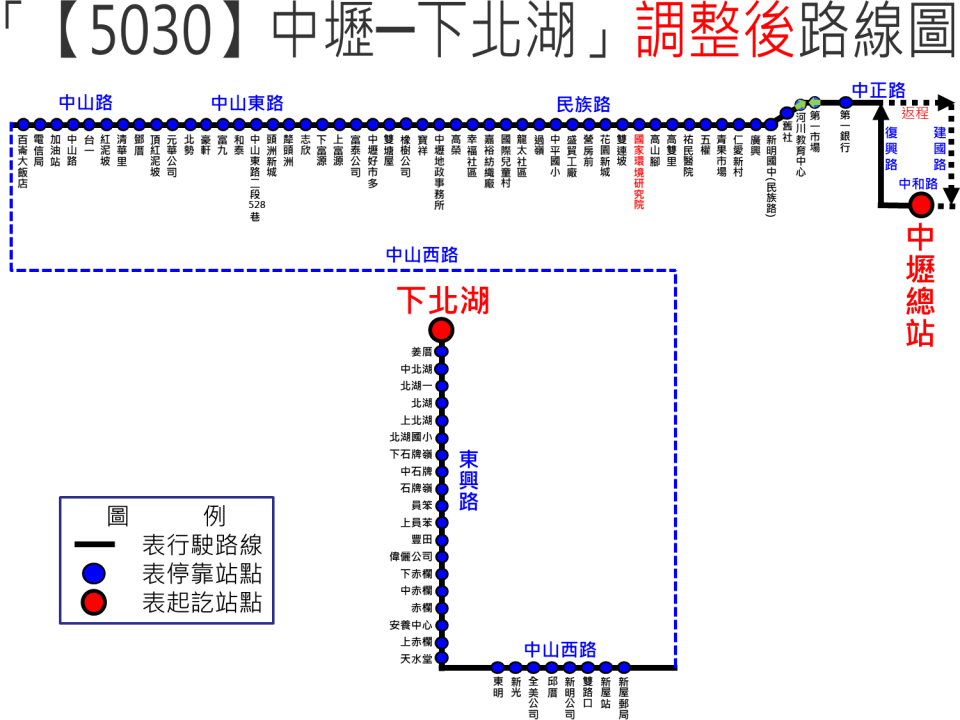 「【5030】中壢─下北湖」調整後路線圖
中山路
中山東路
民族路
中正路
返程
復興路
建國路
中和路
中壢總站
百崙大飯店
電信局
加油站
中山路
台一
紅泥坡
清華里
鄧厝
頂紅泥坡
元華公司
北勢
豪軒
富九
和泰
中山東路二段528巷
頭洲新城
犂頭洲
志欣
下富源
上富源
富泰公司
中壢好市多
雙塘屋
橡樹公司
寶祥
中壢地政事務所
高榮
幸福社區
嘉裕紡織廠
國際兒童村
龍太社區
過嶺
中平國小
盛貿工廠
營房前
花園新城
雙連坡
國家環境研究院
高山腳
高雙里
祐民醫院
五權
青果市場
仁愛新村
廣興
新明國中(民族路)
舊社
河川教育中心
第一市場
第一銀行
中山西路
下北湖
姜厝
中北湖
北湖一
北湖
上北湖
北湖國小
下石牌嶺
中石牌
石牌嶺
員笨
上員笨
豐田
偉儷公司
下赤欄
中赤欄
赤欄
安養中心
上赤欄
天水堂
東興路
中山西路
東明
新光
全美公司
邱厝
新明公司
雙路口
新屋站
新屋郵局
圖 例
表行駛路線
表停靠站點
表起訖站點